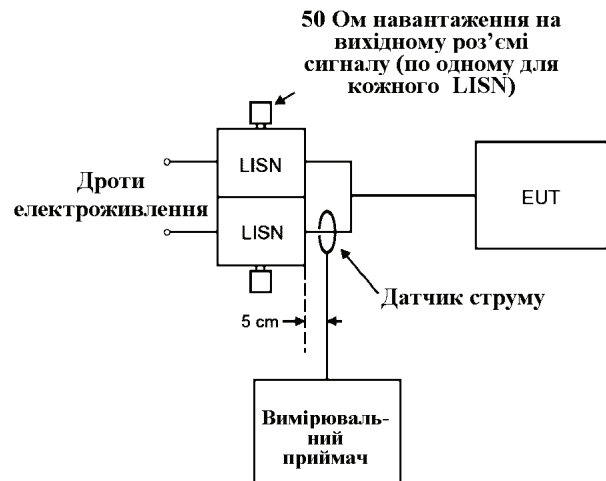 50 Ом навантаження на
вихідному роз’ємі
сигналу (по одному для
кожного LISN)
LISN
Дроти
електроживлення
LISN
EUT
Датчик струму
5 cm
Вимірюваль-
ний
приймач